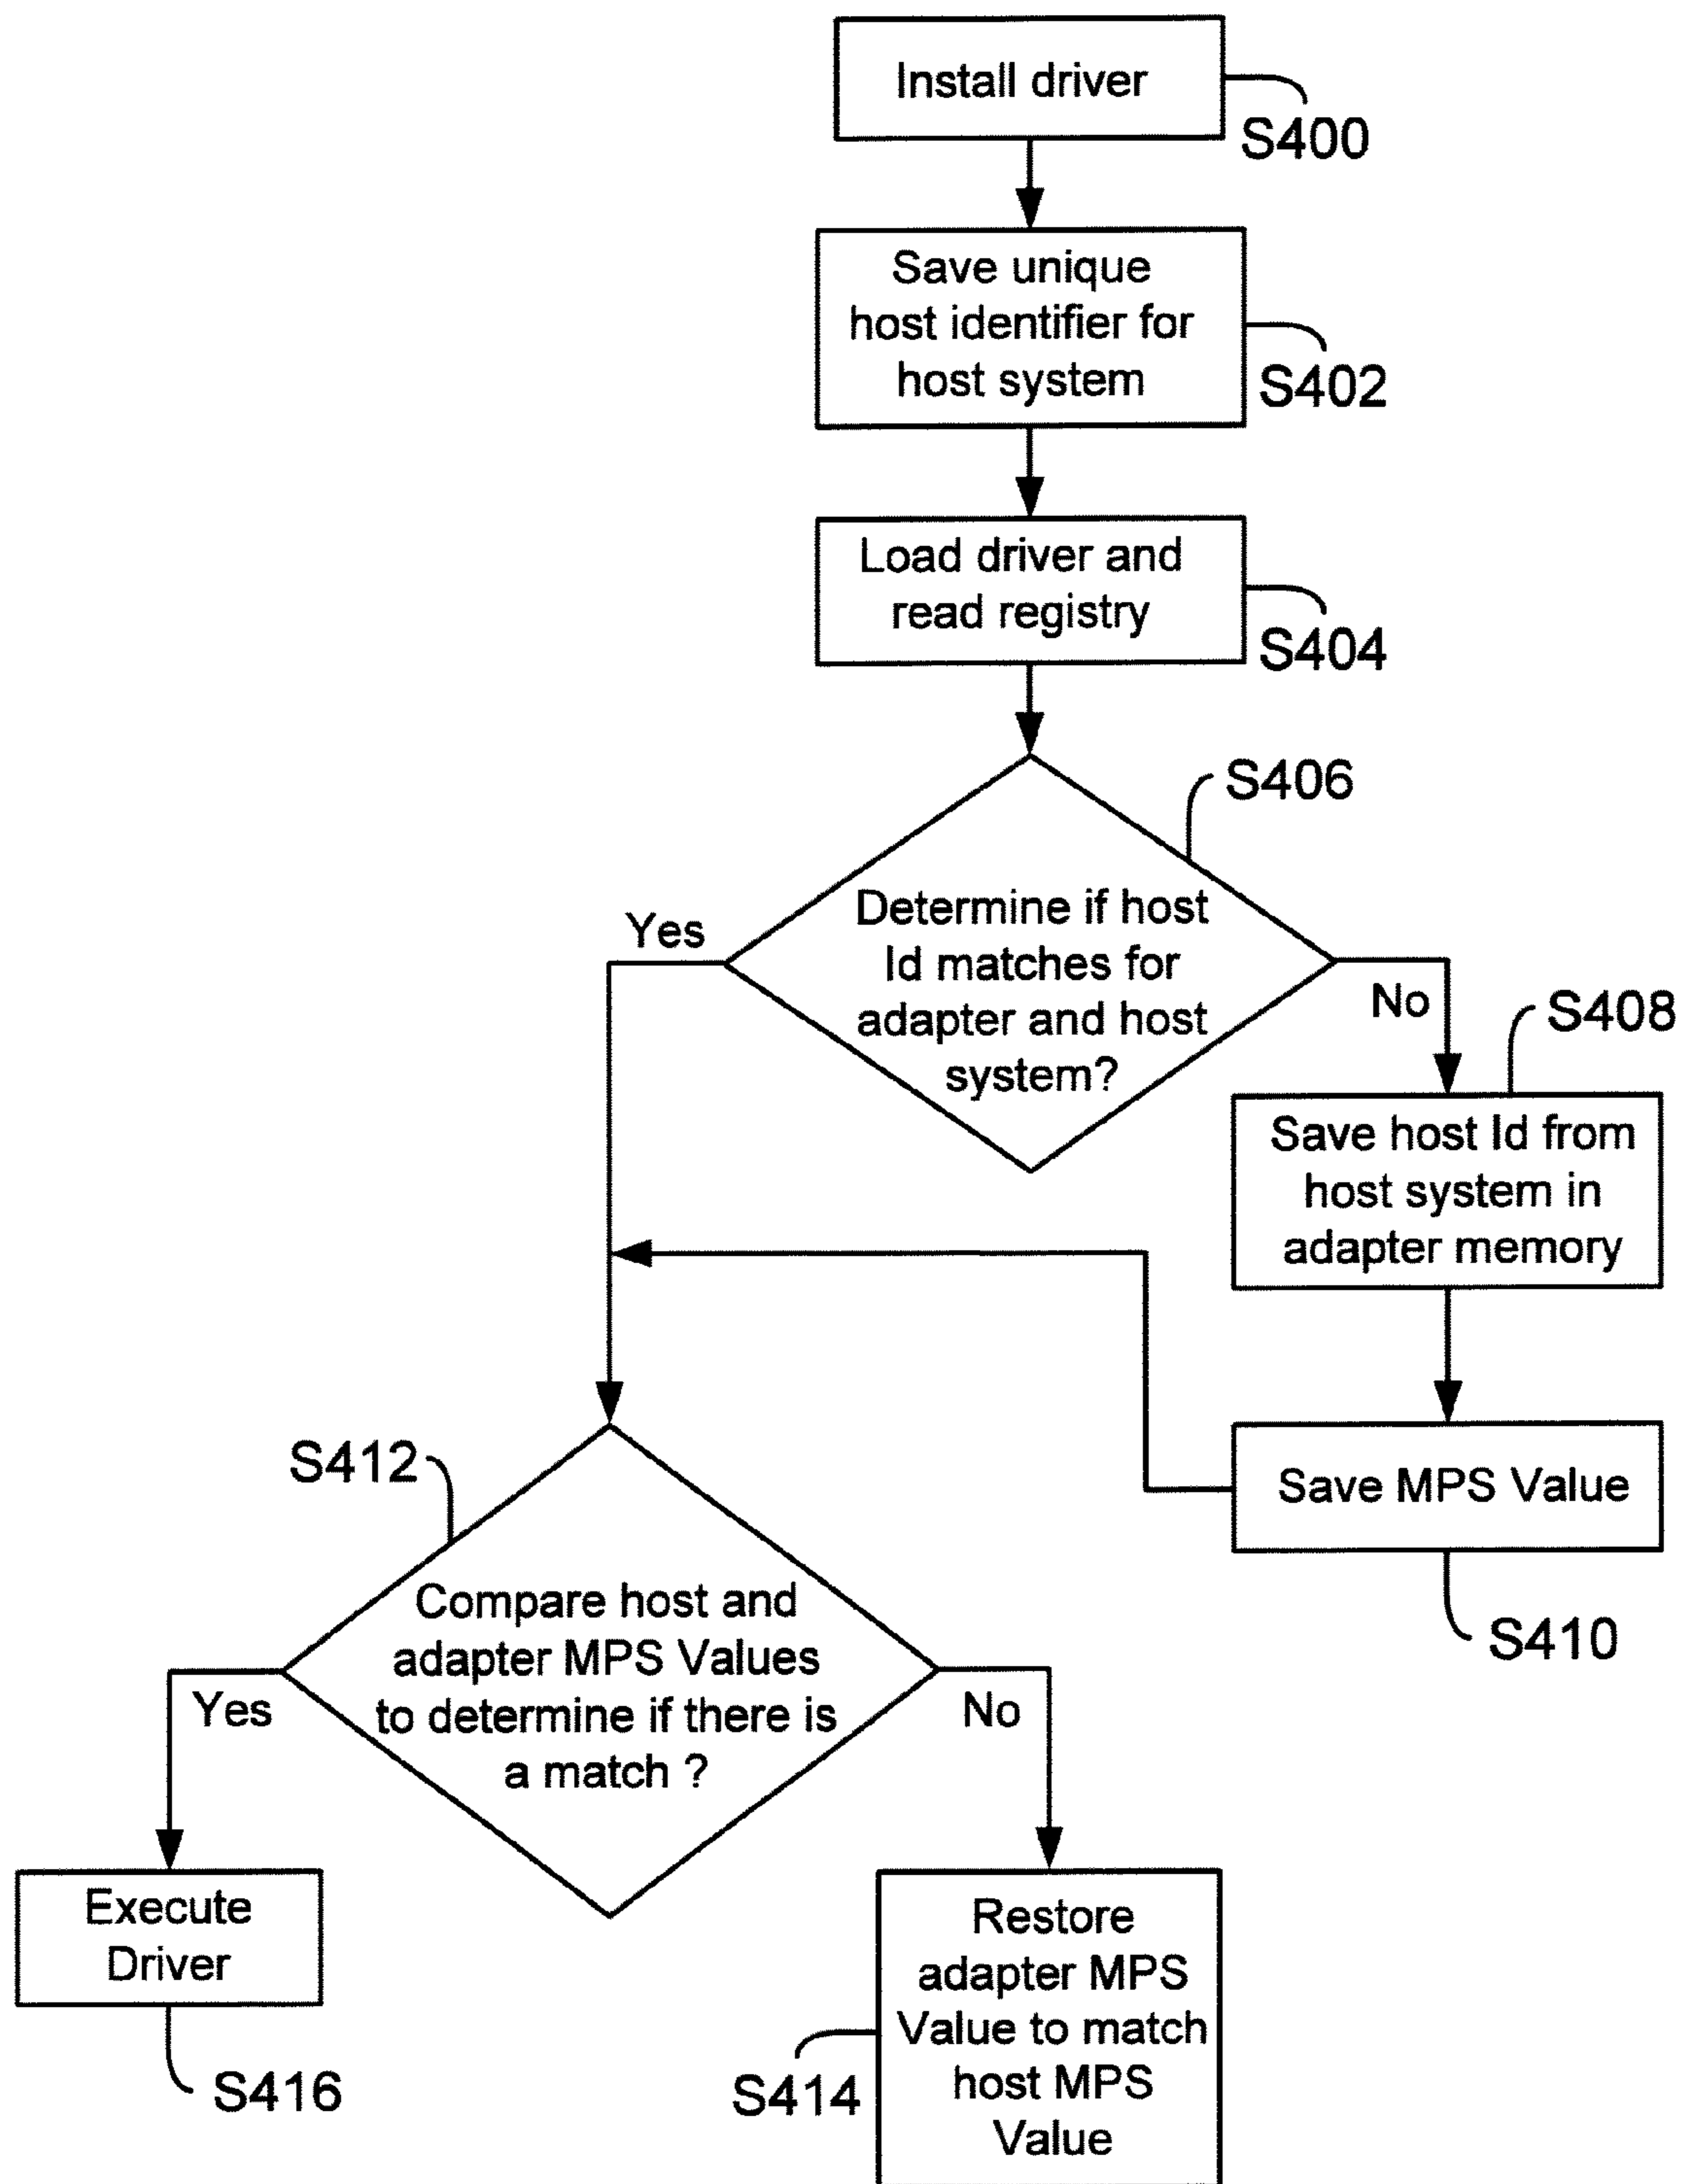 Install driver
S400
Save unique
host identifier for
host system
S402
Load driver and
read registry
S404
S406
Determine if host
Id matches for
adapter and host
system?
Yes
No
S408
Save host Id from
host system in
adapter memory
Save MPS Value
S410
S412
Compare host and
adapter MPS Values
to determine if there is
a match ?
Yes
No
Execute
Driver
S416
Restore
adapter MPS
Value to match
host MPS
Value
S414